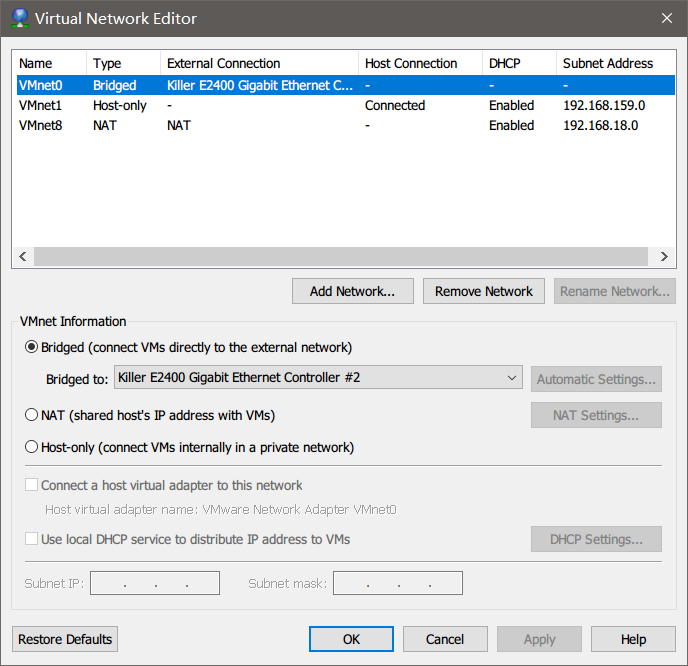 Virtual Network Editor
Name Type External Connection Host Connection DHCP Subnet Address
VMnet0 Bridged Killer E2400 Gigabit Ethernet C... - - -
VMnet1 Host-only - Connected Enabled 192.168.159.0
VMnet8 NAT NAT - Enabled 192.168.18.0
Add Network... Remove Network Rename Network...
VMnet Information
Bridged (connect VMs directly to the external network)
Bridged to: Killer E2400 Gigabit Ethernet Controller #2 Automatic Settings...
NAT (shared host's IP address with VMs) NAT Settings...
Host-only (connect VMs internally in a private network)
Connect a host virtual adapter to this network
Host virtual adapter name: VMware Network Adapter VMnet0
Use local DHCP service to distribute IP address to VMs DHCP Settings...
Subnet IP: . . . Subnet mask: . . .
Restore Defaults OK Cancel Apply Help